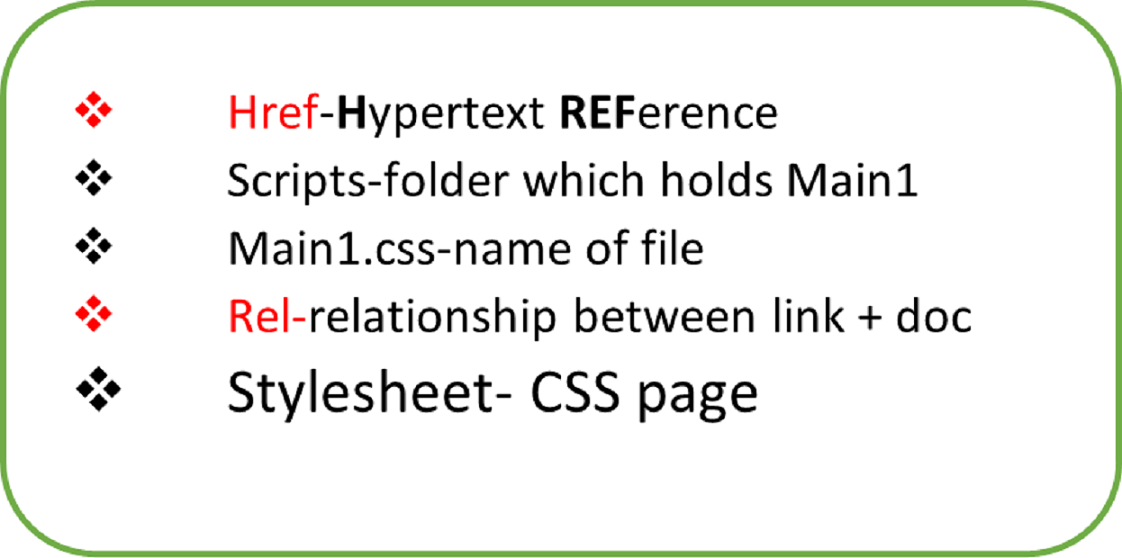 Href-Hypertext REFerence
Scripts-folder which holds Main1
Main1.css-name of file
Rel-relationship between link + doc
Stylesheet- CSS page